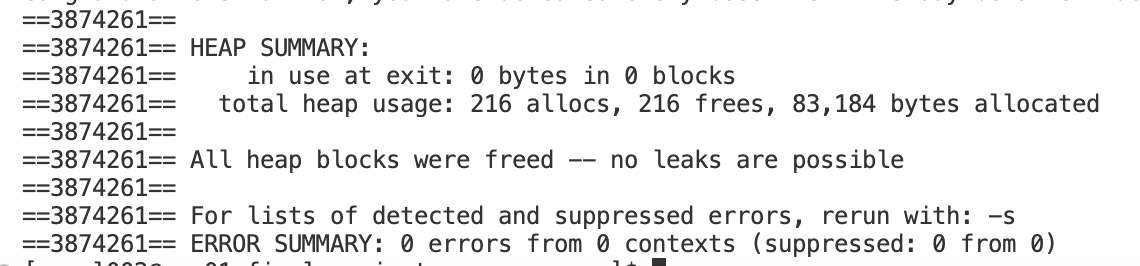 ==3874261==
==3874261== HEAP SUMMARY:
==3874261==     in use at exit: 0 bytes in 0 blocks
==3874261==   total heap usage: 216 allocs, 216 frees, 83,184 bytes allocated
==3874261==
==3874261== All heap blocks were freed -- no leaks are possible
==3874261==
==3874261== For lists of detected and suppressed errors, rerun with: -s
==3874261== ERROR SUMMARY: 0 errors from 0 contexts (suppressed: 0 from 0)